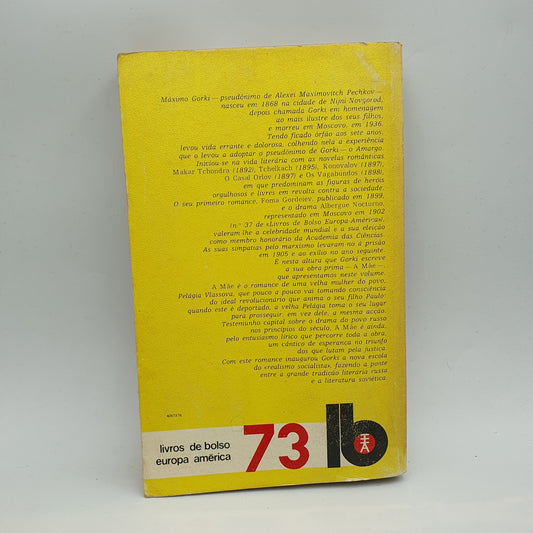 Máximo Gorki — pseudónimo de Alexei Maximovitch Pechkov —
nasceu em 1868 na cidade de Nijni Novgorod,
depois chamada Gorki em homenagem
ao mais ilustre dos seus filhos,
e morreu em Moscovo, em 1936.
Tendo ficado órfão aos sete anos,
levou vida errante e dolorosa, colhendo nela a experiência
que o levou a adoptar o pseudónimo de Gorki — o Amargo.
Iniciou-se na vida literária com as novelas românticas
Makar Tchondra (1892), Tchelkach (1895), Konovalov (1897),
O Casal Orlov (1897) e Os Vagabundos (1898),
em que predominam as figuras de heróis
orgulhosos e livres em revolta contra a sociedade.
O seu primeiro romance, Foma Gordeiev, publicado em 1899,
e o drama Albergue Nocturno,
representado em Moscovo em 1902
(n.º 37 de «Livros de Bolso Europa-América»),
valeram-lhe a celebridade mundial e a sua eleição
como membro honorário da Academia das Ciências.
As suas simpatias pelo marxismo levaram-no à prisão
em 1905 e ao exílio no ano seguinte.
É nesta altura que Gorki escreve
a sua obra prima — A Mãe —
que apresentamos neste volume.
A Mãe é o romance de uma velha mulher do povo,
Pelágia Vlassova, que pouco a pouco vai tomando consciência
do ideal revolucionário que anima o seu filho Paulo:
quando este é deportado, a velha Pelágia toma o seu lugar
para prosseguir, em vez dele, a mesma acção.
Testemunho capital sobre o drama do povo russo
nos princípios do século, A Mãe é ainda,
pelo entusiasmo lírico que percorre toda a obra,
um cântico de esperança no triunfo
dos que lutam pela justiça.
Com este romance inaugurou Gorki a nova escola
do «realismo socialista», fazendo a ponte
entre a grande tradição literária russa
e a literatura soviética.
livros de bolso
europa américa
73
lb